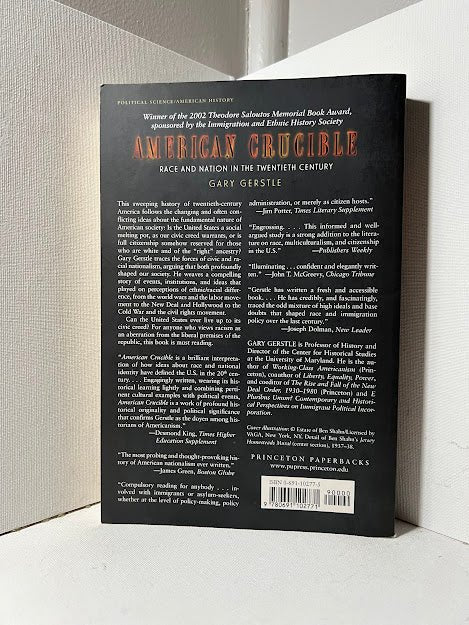 POLITICAL SCIENCE/AMERICAN HISTORY
Winner of the 2002 Theodore Saloutos Memorial Book Award,
sponsored by the Immigration and Ethnic History Society
AMERICAN CRUCIBLE
RACE AND NATION IN THE TWENTIETH CENTURY
GARY GERSTLE
This sweeping history of twentieth-century
America follows the changing and often con-
flicting ideas about the fundamental nature of
American society: Is the United States a social
melting pot, as our civic creed warrants, or is
full citizenship somehow reserved for those
who are white and of the "right" ancestry?
Gary Gerstle traces the forces of civic and ra-
cial nationalism, arguing that both profoundly
shaped our society. He weaves a compelling
story of events, institutions, and ideas that
played on perceptions of ethnic/racial differ-
ence, from the world wars and the labor move-
ment to the New Deal and Hollywood to the
Cold War and the civil rights movement.
Can the United States ever live up to its
civic creed? For anyone who views racism as
an aberration from the liberal premises of the
republic, this book is must reading.
"American Crucible is a brilliant interpreta-
tion of how ideas about race and national
identity have defined the U.S. in the 20th cen-
tury. . . . Engagingly written, wearing its his-
torical learning lightly and combining perti-
nent cultural examples with political events,
American Crucible is a work of profound his-
torical originality and political significance
that confirms Gerstle as the doyen among his-
torians of Americanism."
—Desmond King, Times Higher
Education Supplement
"The most probing and thought-provoking his-
tory of American nationalism ever written."
—James Green, Boston Globe
"Compulsory reading for anybody . . . in-
volved with immigrants or asylum-seekers,
whether at the level of policy-making, policy
administration, or merely as citizen hosts."
—Jim Potter, Times Literary Supplement
"Engrossing. . . . This informed and well-
argued study is a strong addition to the litera-
ture on race, multiculturalism, and citizenship
in the U.S." —Publishers Weekly
"Illuminating . . . confident and elegantly writ-
ten." —John T. McGreevy, Chicago Tribune
"Gerstle has written a fresh and accessible
book. . . . He has credibly, and fascinatingly,
traced the odd mixture of high ideals and base
doubts that shaped race and immigration
policy over the last century."
—Joseph Dolman, New Leader
GARY GERSTLE is Professor of History and
Director of the Center for Historical Studies
at the University of Maryland. He is the au-
thor of Working-Class Americanism (Prin-
ceton), coauthor of Liberty, Equality, Power,
and coeditor of The Rise and Fall of the New
Deal Order, 1930-1980 (Princeton) and E
Pluribus Unum? Contemporary and Histori-
cal Perspectives on Immigrant Political Incor-
poration.
Cover illustration: © Estate of Ben Shahn/Licensed by
VAGA, New York, NY. Detail of Ben Shahn's Jersey
Homesteads Mural (center section), 1937-38.
PRINCETON PAPERBACKS
www.pupress.princeton.edu
ISBN 0-691-10277-5
90000
9 780691 102771